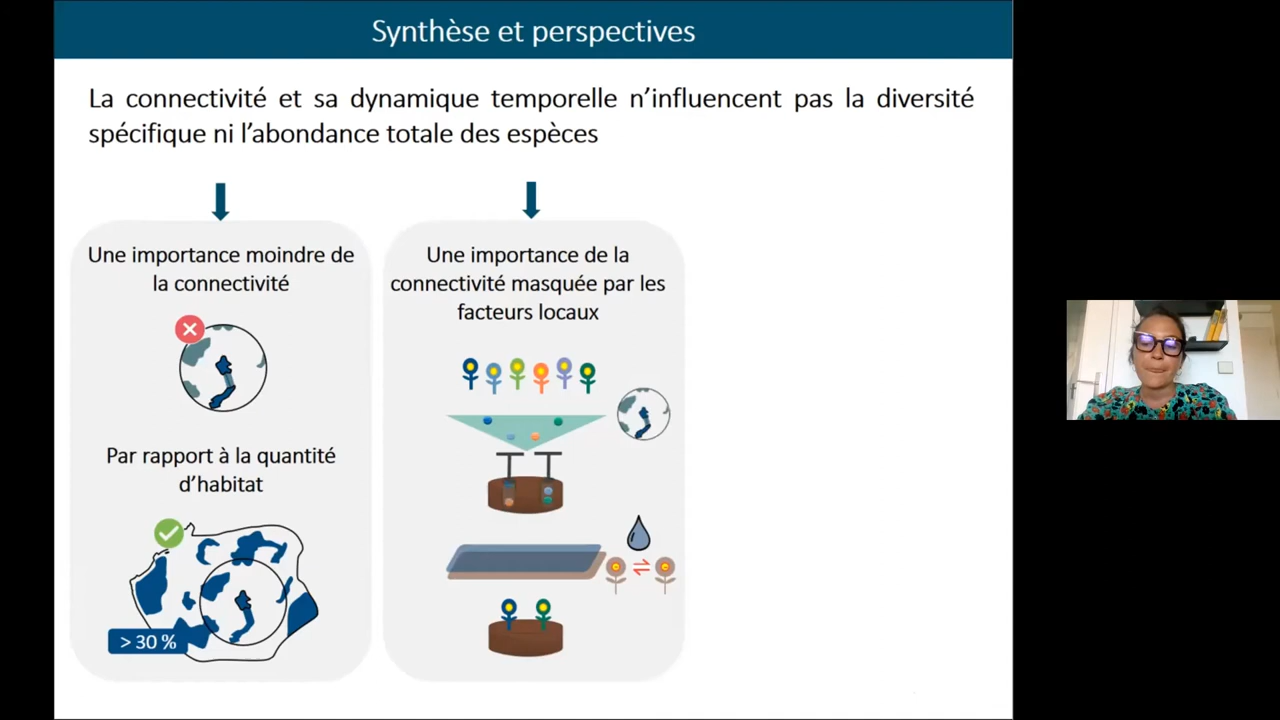 Synthèse et perspectives
La connectivité et sa dynamique temporelle n'influencent pas la diversité
spécifique ni l'abondance totale des espèces
Une importance moindre de
la connectivité
Par rapport à la quantité
d'habitat
> 30 %
Une importance de la
connectivité masquée par les
facteurs locaux